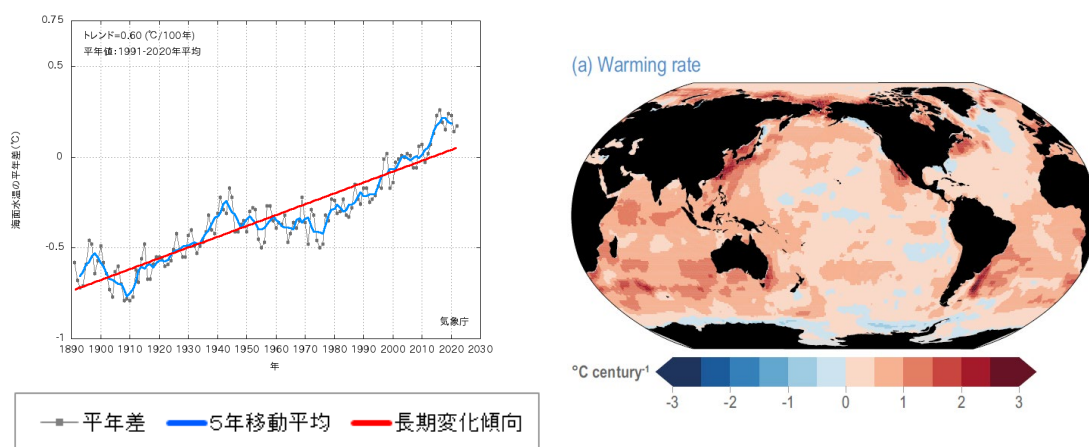 トレンド=0.60 (℃/100年)
平年値:1991-2020年平均
海面水温の平年差(℃)
0.75
0.5
0
-0.5
-1
気象庁
1890 1900 1910 1920 1930 1940 1950 1960 1970 1980 1990 2000 2010 2020 2030
年
平年差 5年移動平均 長期変化傾向
(a) Warming rate
°C century⁻¹
-3 -2 -1 0 1 2 3